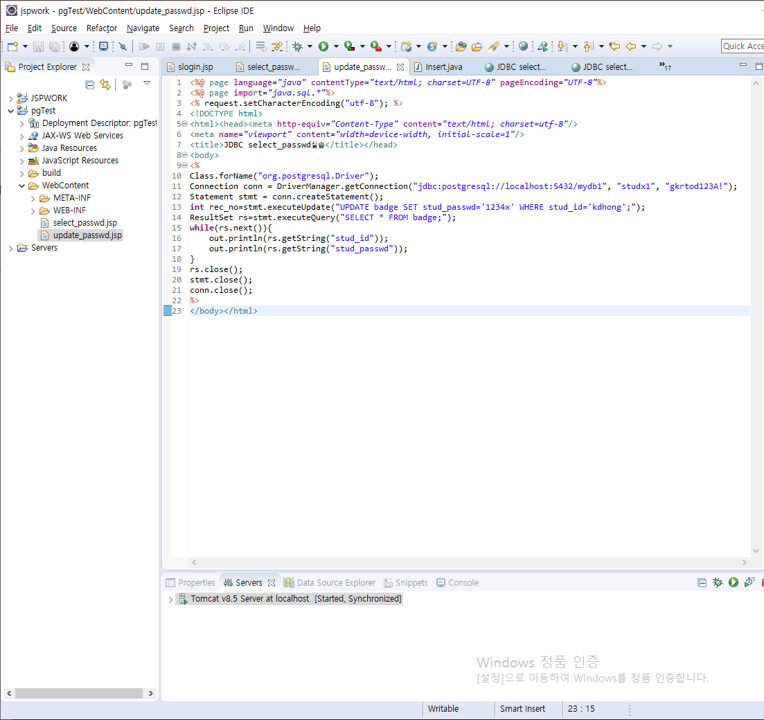 jspwork - pgTest/WebContent/update_passwd.jsp - Eclipse IDE
File Edit Source Refactor Navigate Search Project Run Window Help
Quick Acce
Project Explorer
slogin.jsp select_passw... update_passw... Insert.java JDBC select... JDBC select... »17
JSPWORK
pgTest
Deployment Descriptor: pgTest
JAX-WS Web Services
Java Resources
JavaScript Resources
build
WebContent
META-INF
WEB-INF
select_passwd.jsp
update_passwd.jsp
Servers
1 <%@ page language="java" contentType="text/html; charset=UTF-8" pageEncoding="UTF-8"%>
2 <%@ page import="java.sql.*"%>
3 <% request.setCharacterEncoding("utf-8"); %>
4 <!DOCTYPE html>
5 <html><head><meta http-equiv="Content-Type" content="text/html; charset=utf-8"/>
6 <meta name="viewport" content="width=device-width, initial-scale=1"/>
7 <title>JDBC select_passwd실습</title></head>
8 <body>
9 <%
10 Class.forName("org.postgresql.Driver");
11 Connection conn = DriverManager.getConnection("jdbc:postgresql://localhost:5432/mydb1", "studx1", "gkrtod123A!");
12 Statement stmt = conn.createStatement();
13 int rec_no=stmt.executeUpdate("UPDATE badge SET stud_passwd='1234x' WHERE stud_id='kdhong';");
14 ResultSet rs=stmt.executeQuery("SELECT * FROM badge;");
15 while(rs.next()){
16 out.println(rs.getString("stud_id"));
17 out.println(rs.getString("stud_passwd"));
18 }
19 rs.close();
20 stmt.close();
21 conn.close();
22 %>
23 </body></html>
Properties Servers Data Source Explorer Snippets Console
Tomcat v8.5 Server at localhost [Started, Synchronized]
Windows 정품 인증
[설정]으로 이동하여 Windows를 정품 인증합니다.
Writable Smart Insert 23 : 15